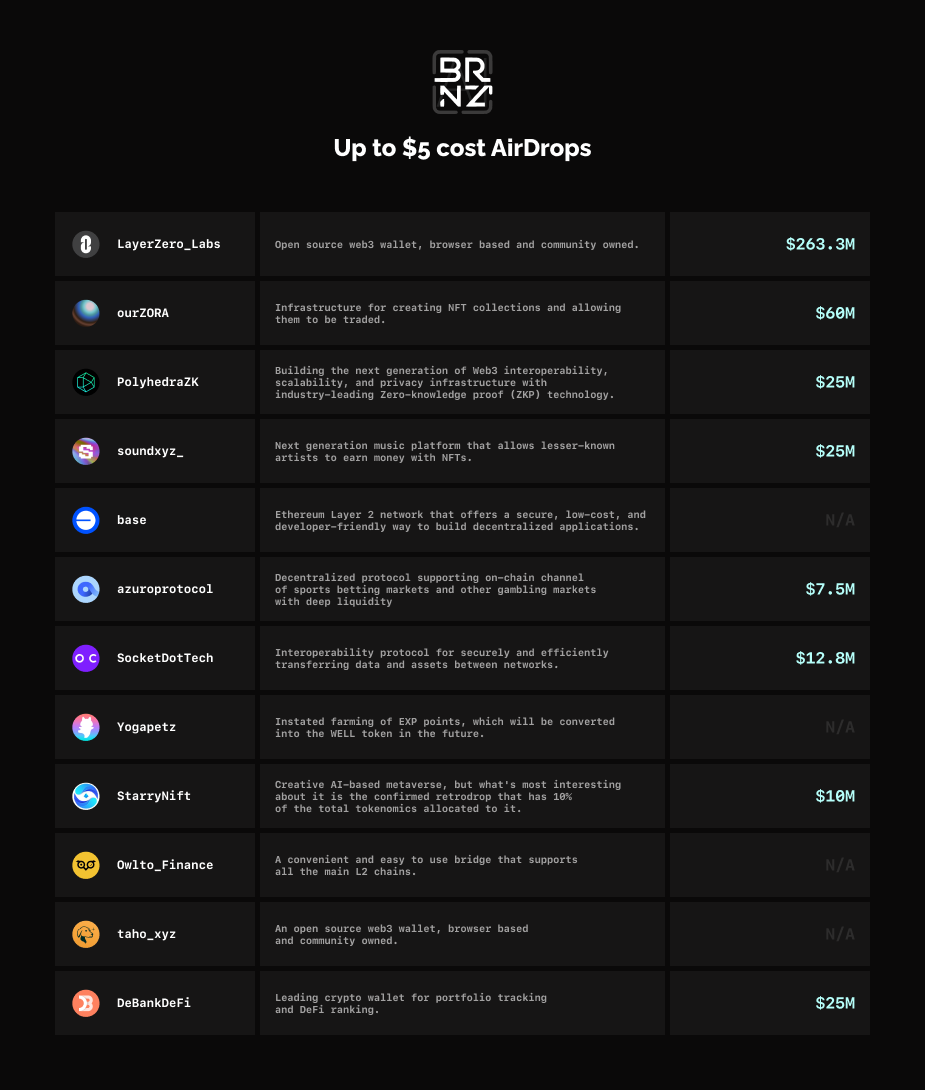 BR
NZ
Up to $5 cost AirDrops
LayerZero_Labs
Open source web3 wallet, browser based and community owned.
$263.3M
ourZORA
Infrastructure for creating NFT collections and allowing
them to be traded.
$60M
PolyhedraZK
Building the next generation of Web3 interoperability,
scalability, and privacy infrastructure with
industry-leading Zero-knowledge proof (ZKP) technology.
$25M
soundxyz_
Next generation music platform that allows lesser-known
artists to earn money with NFTs.
$25M
base
Ethereum Layer 2 network that offers a secure, low-cost, and
developer-friendly way to build decentralized applications.
N/A
azuroprotocol
Decentralized protocol supporting on-chain channel
of sports betting markets and other gambling markets
with deep liquidity
$7.5M
SocketDotTech
Interoperability protocol for securely and efficiently
transferring data and assets between networks.
$12.8M
Yogapetz
Instated farming of EXP points, which will be converted
into the WELL token in the future.
N/A
StarryNift
Creative AI-based metaverse, but what's most interesting
about it is the confirmed retrodrop that has 10%
of the total tokenomics allocated to it.
$10M
Owlto_Finance
A convenient and easy to use bridge that supports
all the main L2 chains.
N/A
taho_xyz
An open source web3 wallet, browser based
and community owned.
N/A
DeBankDeFi
Leading crypto wallet for portfolio tracking
and DeFi ranking.
$25M